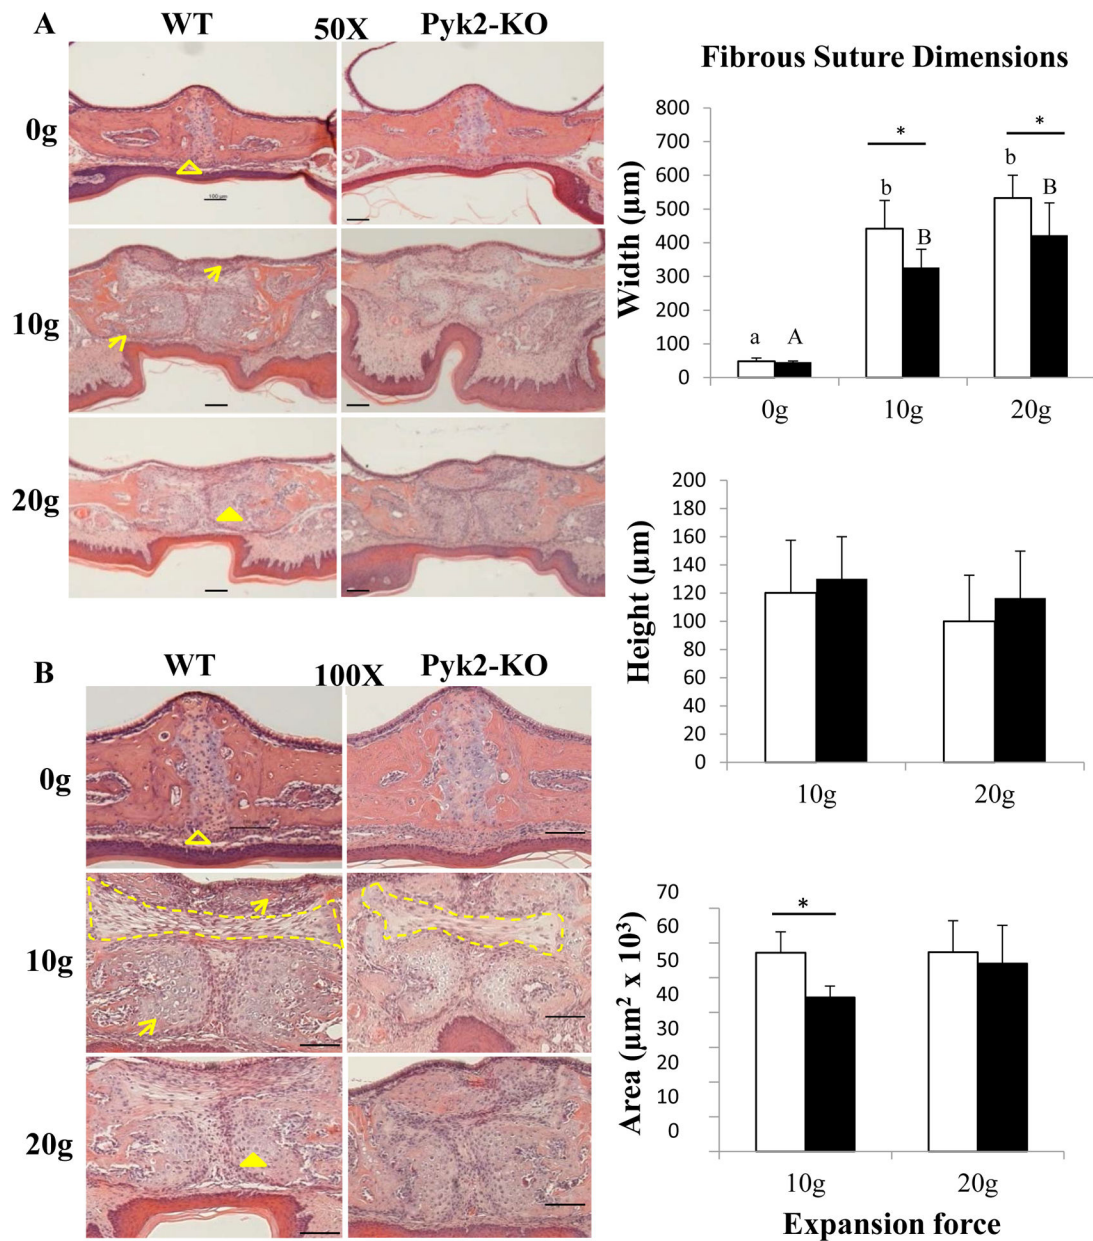 A
WT
50X
Pyk2-KO
0g
100 µm
10g
20g
B
WT
100X
Pyk2-KO
0g
10g
20g
Fibrous Suture Dimensions
Width (µm)
800
700
600
500
400
300
200
100
0
a
A
b
B
*
b
B
*
0g
10g
20g
Height (µm)
200
180
160
140
120
100
80
60
40
20
0
10g
20g
Area (µm² x 10³)
70
60
50
40
30
20
10
0
*
10g
20g
Expansion force